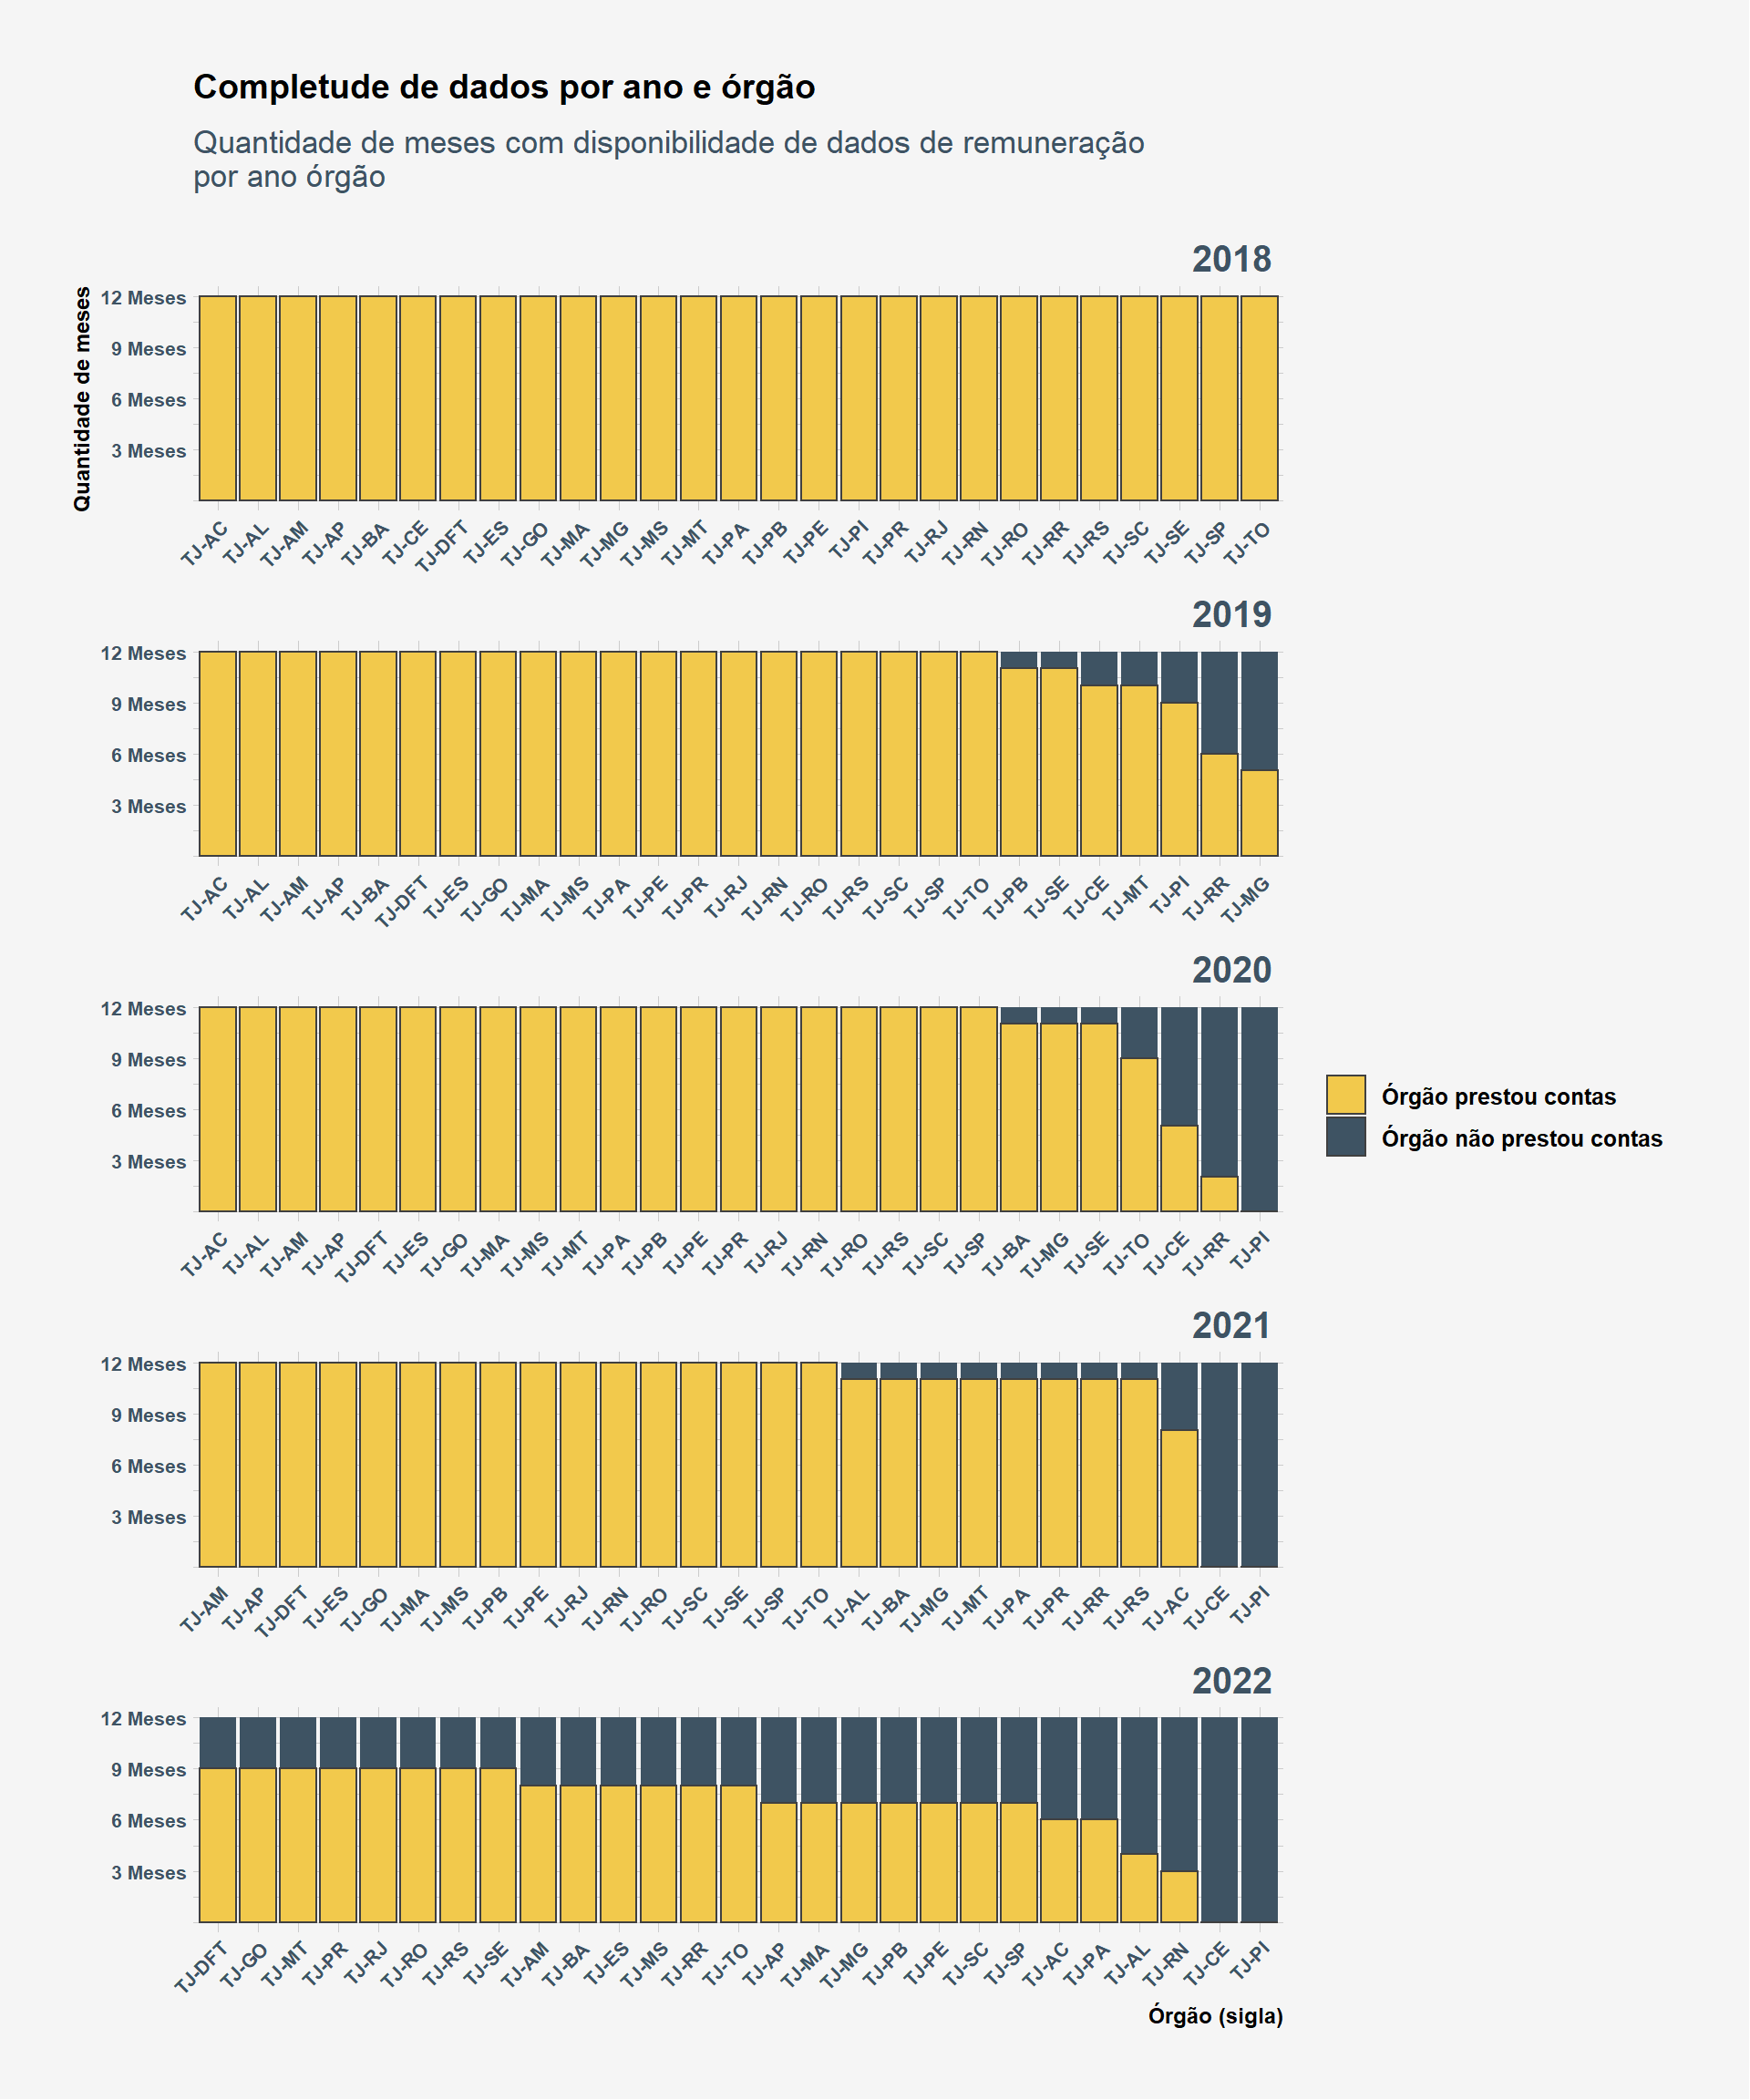 Completude de dados por ano e órgão
Quantidade de meses com disponibilidade de dados de remuneração
por ano órgão
Quantidade de meses
2018
12 Meses
9 Meses
6 Meses
3 Meses
TJ-AC TJ-AL TJ-AM TJ-AP TJ-BA TJ-CE TJ-DFT TJ-ES TJ-GO TJ-MA TJ-MG TJ-MS TJ-MT TJ-PA TJ-PB TJ-PE TJ-PI TJ-PR TJ-RJ TJ-RN TJ-RO TJ-RR TJ-RS TJ-SC TJ-SE TJ-SP TJ-TO
2019
12 Meses
9 Meses
6 Meses
3 Meses
TJ-AC TJ-AL TJ-AM TJ-AP TJ-BA TJ-DFT TJ-ES TJ-GO TJ-MA TJ-MS TJ-PA TJ-PE TJ-PR TJ-RJ TJ-RN TJ-RO TJ-RS TJ-SC TJ-SP TJ-TO TJ-PB TJ-SE TJ-CE TJ-MT TJ-PI TJ-RR TJ-MG
2020
12 Meses
9 Meses
6 Meses
3 Meses
TJ-AC TJ-AL TJ-AM TJ-AP TJ-DFT TJ-ES TJ-GO TJ-MA TJ-MS TJ-MT TJ-PA TJ-PB TJ-PE TJ-PR TJ-RJ TJ-RN TJ-RO TJ-RS TJ-SC TJ-SP TJ-BA TJ-MG TJ-SE TJ-TO TJ-CE TJ-RR TJ-PI
Órgão prestou contas
Órgão não prestou contas
2021
12 Meses
9 Meses
6 Meses
3 Meses
TJ-AM TJ-AP TJ-DFT TJ-ES TJ-GO TJ-MA TJ-MS TJ-PB TJ-PE TJ-RJ TJ-RN TJ-RO TJ-SC TJ-SE TJ-SP TJ-TO TJ-AL TJ-BA TJ-MG TJ-MT TJ-PA TJ-PR TJ-RR TJ-RS TJ-AC TJ-CE TJ-PI
2022
12 Meses
9 Meses
6 Meses
3 Meses
TJ-DFT TJ-GO TJ-MT TJ-PR TJ-RJ TJ-RO TJ-RS TJ-SE TJ-AM TJ-BA TJ-ES TJ-MS TJ-RR TJ-TO TJ-AP TJ-MA TJ-MG TJ-PB TJ-PE TJ-SC TJ-SP TJ-AC TJ-PA TJ-AL TJ-RN TJ-CE TJ-PI
Órgão (sigla)